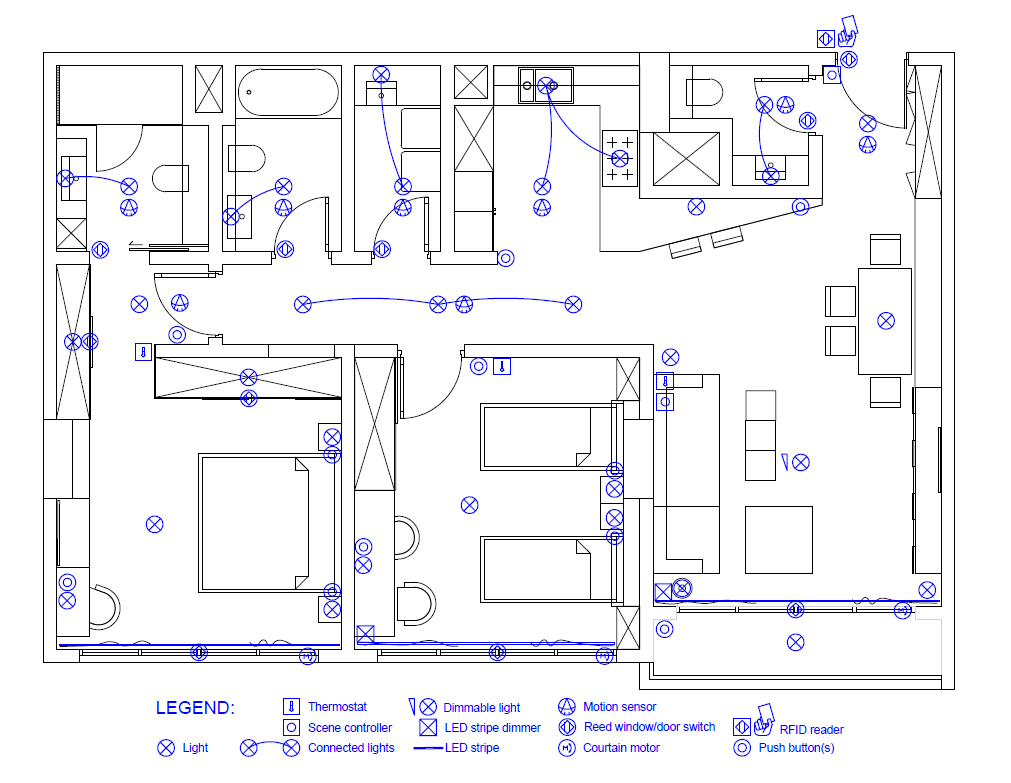 LEGEND:
Thermostat
Dimmable light
Motion sensor
Scene controller
LED stripe dimmer
Reed window/door switch
RFID reader
Light
Connected lights
LED stripe
Courtain motor
Push button(s)